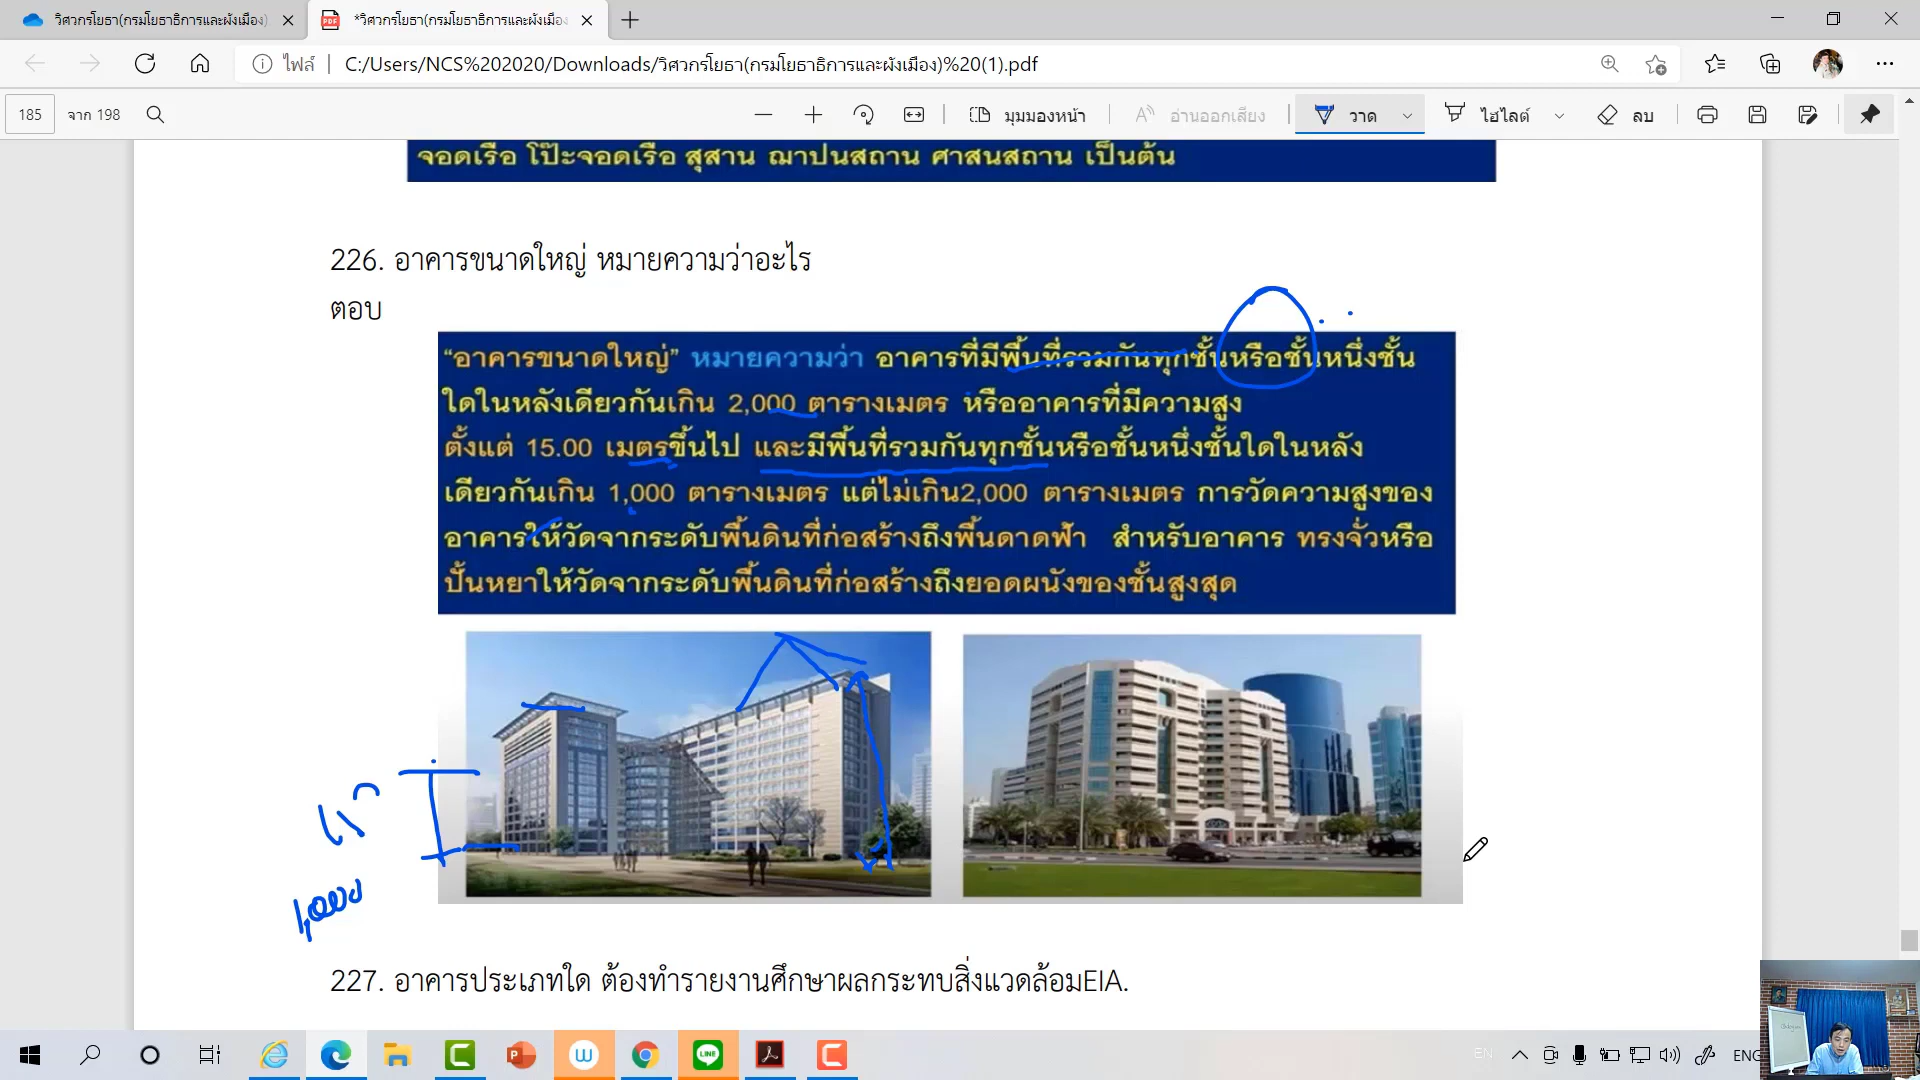 วิศวกรโยธา(กรมโยธาธิการและผังเมือง)
*วิศวกรโยธา(กรมโยธาธิการและผังเมือง
ไฟล์ C:/Users/NCS%202020/Downloads/วิศวกรโยธา(กรมโยธาธิการและผังเมือง)%20(1).pdf
185 จาก 198 มุมมองหน้า อ่านออกเสียง วาด ไฮไลต์ ลบ
จอดเรือ โป๊ะจอดเรือ สุสาน ฌาปนสถาน ศาสนสถาน เป็นต้น
226. อาคารขนาดใหญ่ หมายความว่าอะไร
ตอบ
“อาคารขนาดใหญ่” หมายความว่า อาคารที่มีพื้นที่รวมกันทุกชั้นหรือชั้นหนึ่งชั้น
ใดในหลังเดียวกันเกิน 2,000 ตารางเมตร หรืออาคารที่มีความสูง
ตั้งแต่ 15.00 เมตรขึ้นไป และมีพื้นที่รวมกันทุกชั้นหรือชั้นหนึ่งชั้นใดในหลัง
เดียวกันเกิน 1,000 ตารางเมตร แต่ไม่เกิน2,000 ตารางเมตร การวัดความสูงของ
อาคารให้วัดจากระดับพื้นดินที่ก่อสร้างถึงพื้นดาดฟ้า สำหรับอาคาร ทรงจั่วหรือ
ปั้นหยาให้วัดจากระดับพื้นดินที่ก่อสร้างถึงยอดผนังของชั้นสูงสุด
1,000
227. อาคารประเภทใด ต้องทำรายงานศึกษาผลกระทบสิ่งแวดล้อมEIA.
EN ENG